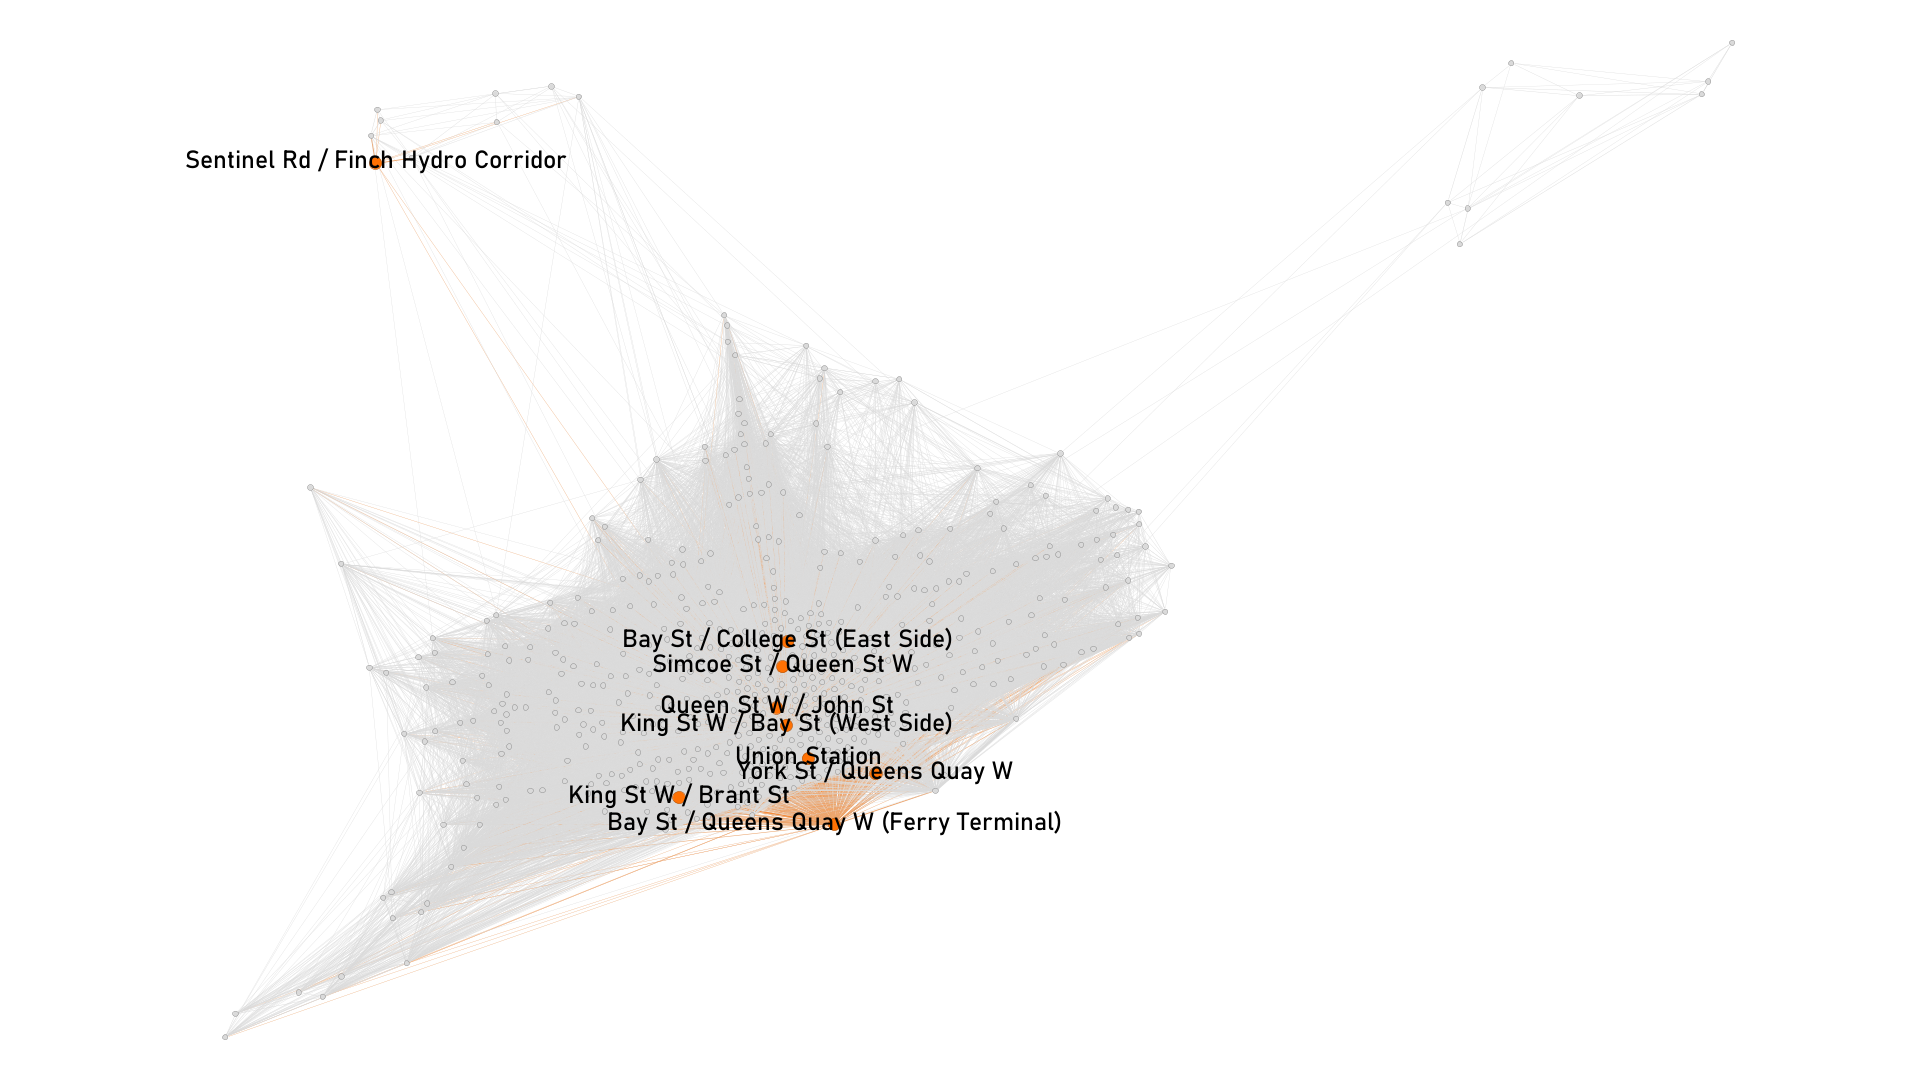 Sentinel Rd / Finch Hydro Corridor
Bay St / College St (East Side)
Simcoe St / Queen St W
Queen St W / John St
King St W / Bay St (West Side)
Union Station
York St / Queens Quay W
King St W / Brant St
Bay St / Queens Quay W (Ferry Terminal)